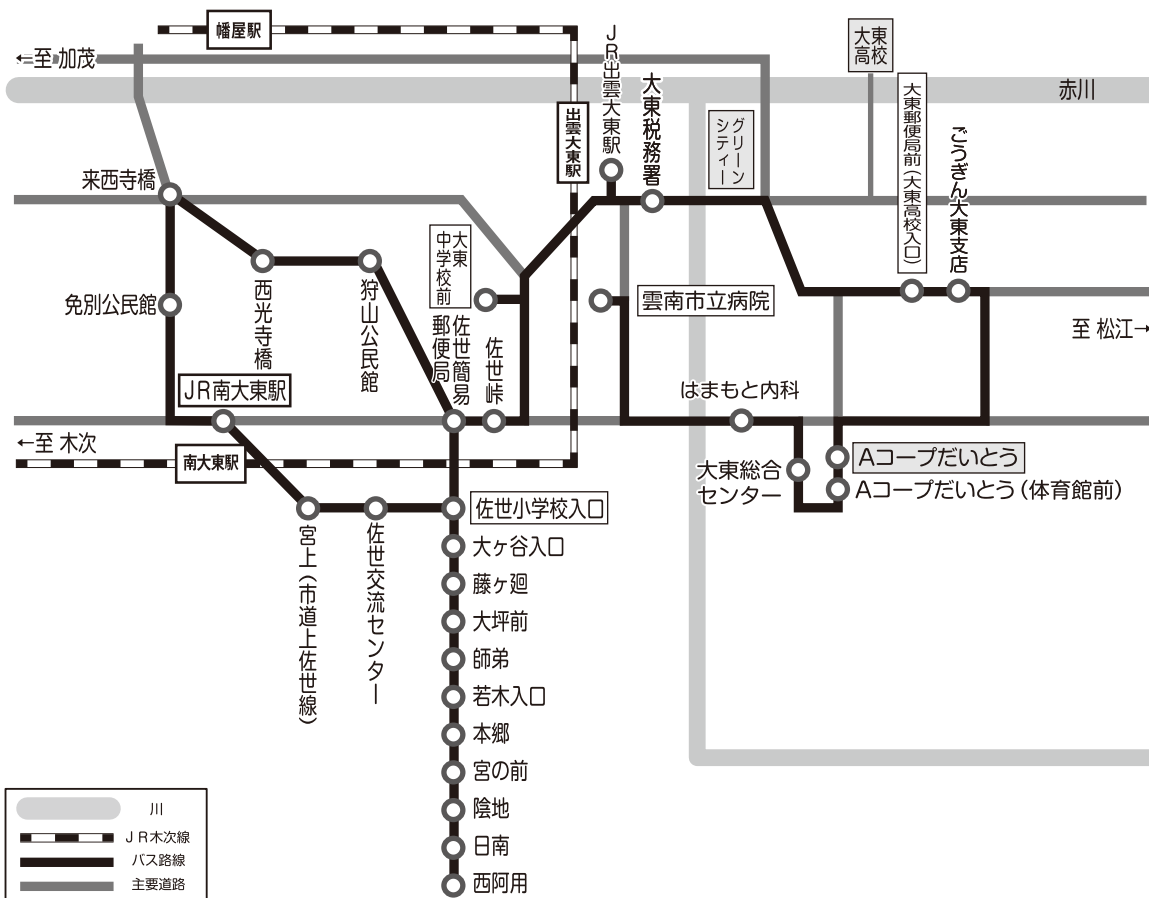 幡屋駅
←至 加茂
JR出雲大東駅
大東税務署
出雲大東駅
グリーン
シティー
大東
高校
大東郵便局前(大東高校入口)
ごうぎん大東支店
赤川
来西寺橋
免別公民館
西光寺橋
狩山公民館
大東
中学校前
佐世簡易
郵便局
佐世峠
雲南市立病院
至 松江→
JR南大東駅
はまもと内科
←至 木次
南大東駅
大東総合
センター
Aコープだいとう
Aコープだいとう(体育館前)
宮上(市道上佐世線)
佐世交流センター
佐世小学校入口
大ヶ谷入口
藤ヶ廻
大坪前
師弟
若木入口
本郷
宮の前
陰地
日南
西阿用
川
JR木次線
バス路線
主要道路